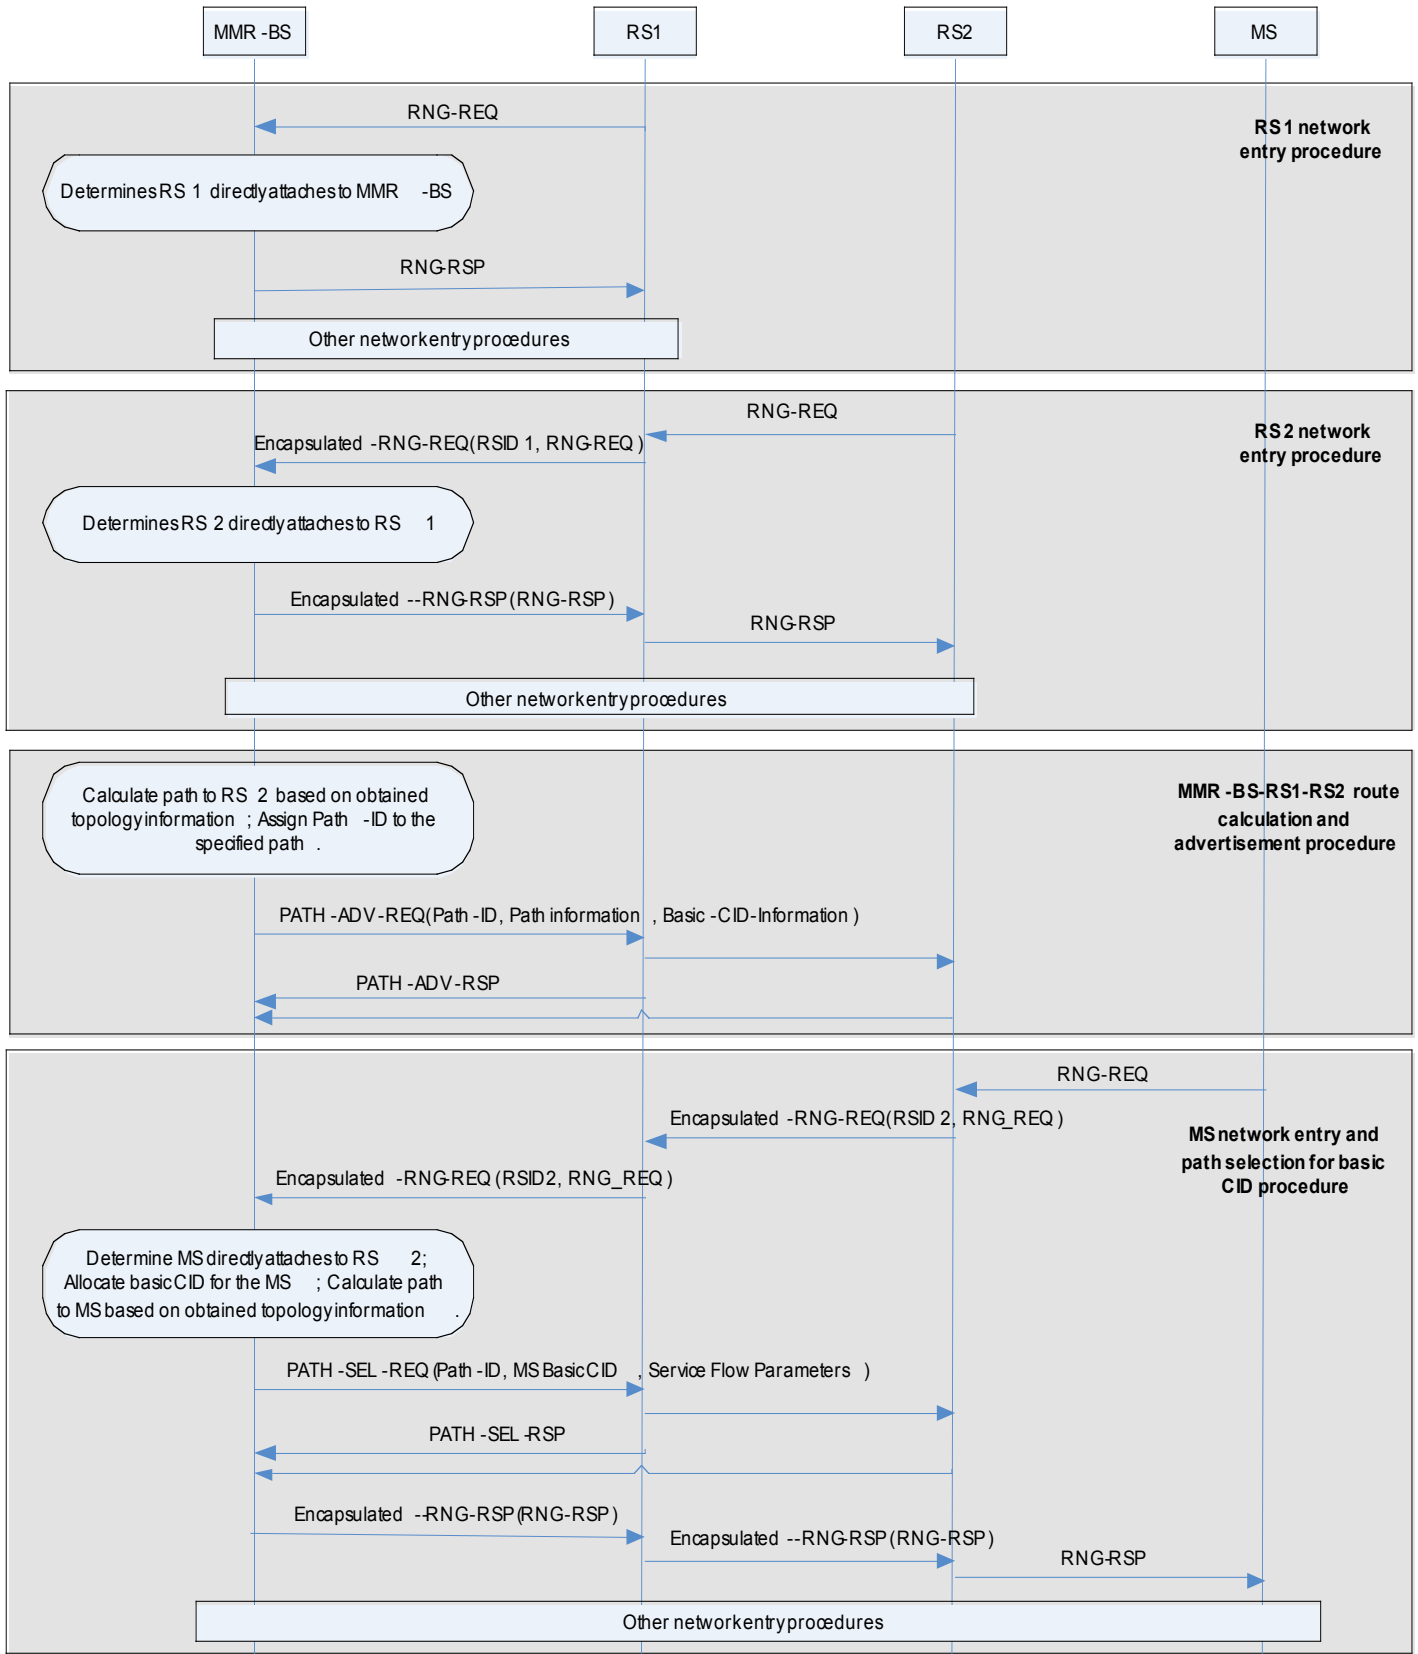 MMR -BS
RS1
RS2
MS
RNG-REQ
RS 1 network
entry procedure
Determines RS 1 directly attaches to MMR -BS
RNG-RSP
Other network entry procedures
RNG-REQ
RS 2 network
entry procedure
Encapsulated -RNG-REQ(RSID 1, RNG-REQ )
Determines RS 2 directly attaches to RS 1
Encapsulated --RNG-RSP (RNG-RSP)
RNG-RSP
Other network entry procedures
Calculate path to RS 2 based on obtained
topology information ; Assign Path -ID to the
specified path .
MMR -BS-RS1-RS2 route
calculation and
advertisement procedure
PATH -ADV -REQ(Path -ID, Path information , Basic -CID-Information )
PATH -ADV -RSP
RNG-REQ
Encapsulated -RNG-REQ(RSID 2, RNG_REQ )
MS network entry and
path selection for basic
CID procedure
Encapsulated -RNG-REQ (RSID2, RNG_REQ )
Determine MS directly attaches to RS 2;
Allocate basic CID for the MS ; Calculate path
to MS based on obtained topology information .
PATH -SEL -REQ (Path -ID, MS Basic CID , Service Flow Parameters )
PATH -SEL -RSP
Encapsulated --RNG-RSP(RNG-RSP)
Encapsulated --RNG-RSP (RNG-RSP)
RNG-RSP
Other network entry procedures